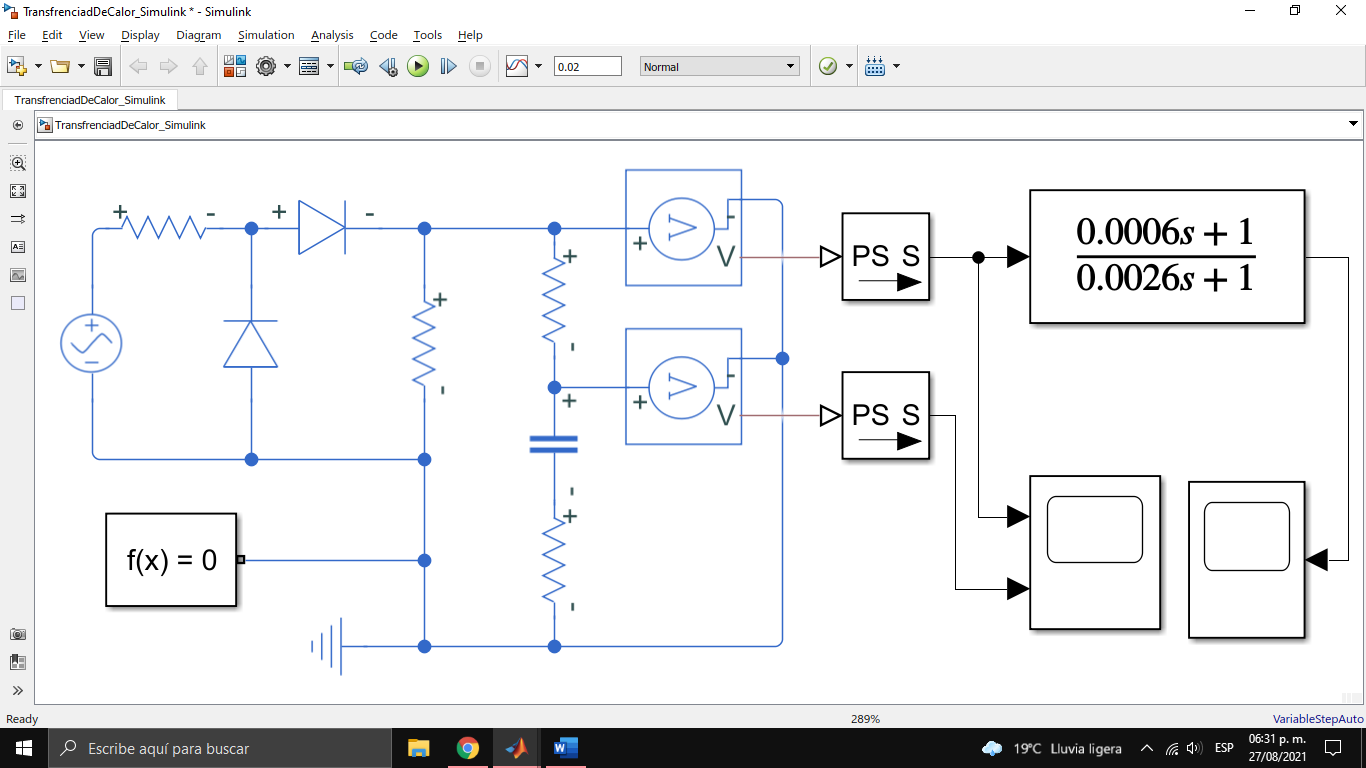 TransfrenciadDeCalor_Simulink * - Simulink
File Edit View Display Diagram Simulation Analysis Code Tools Help
0.02 Normal
TransfrenciadDeCalor_Simulink
TransfrenciadDeCalor_Simulink
+ - + -
+ - V
PS S
0.0006s + 1
0.0026s + 1
+
+
+
-
-
-
+ - V
+
PS S
-
-
+
f(x) = 0
-
Ready 289% VariableStepAuto
Escribe aquí para buscar
19°C Lluvia ligera ESP
06:31 p. m.
27/08/2021